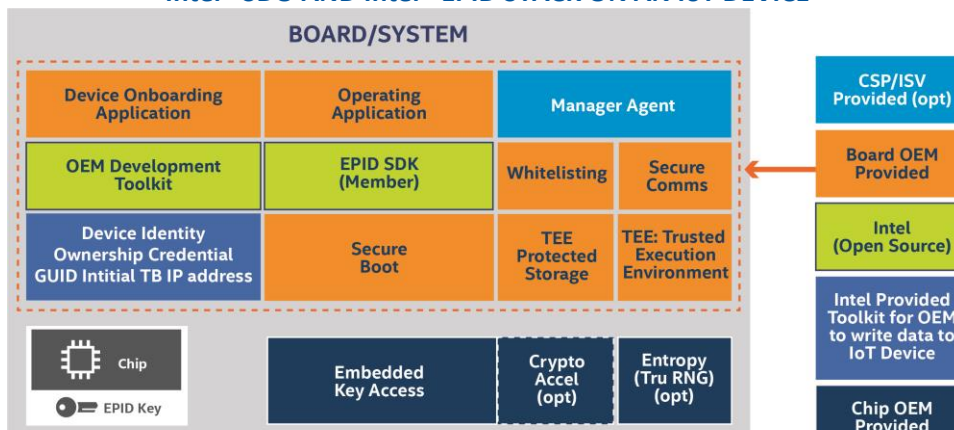 BOARD/SYSTEM
Device Onboarding
Application
Operating
Application
Manager Agent
OEM Development
Toolkit
EPID SDK
(Member)
Whitelisting
Secure
Comms
Device Identity
Ownership Credential
GUID Intitial TB IP address
Secure
Boot
TEE
Protected
Storage
TEE: Trusted
Execution
Environment
Chip
EPID Key
Embedded
Key Access
Crypto
Accel
(opt)
Entropy
(Tru RNG)
(opt)
CSP/ISV
Provided (opt)
Board OEM
Provided
Intel
(Open Source)
Intel Provided
Toolkit for OEM
to write data to
IoT Device
Chip OEM
Provided